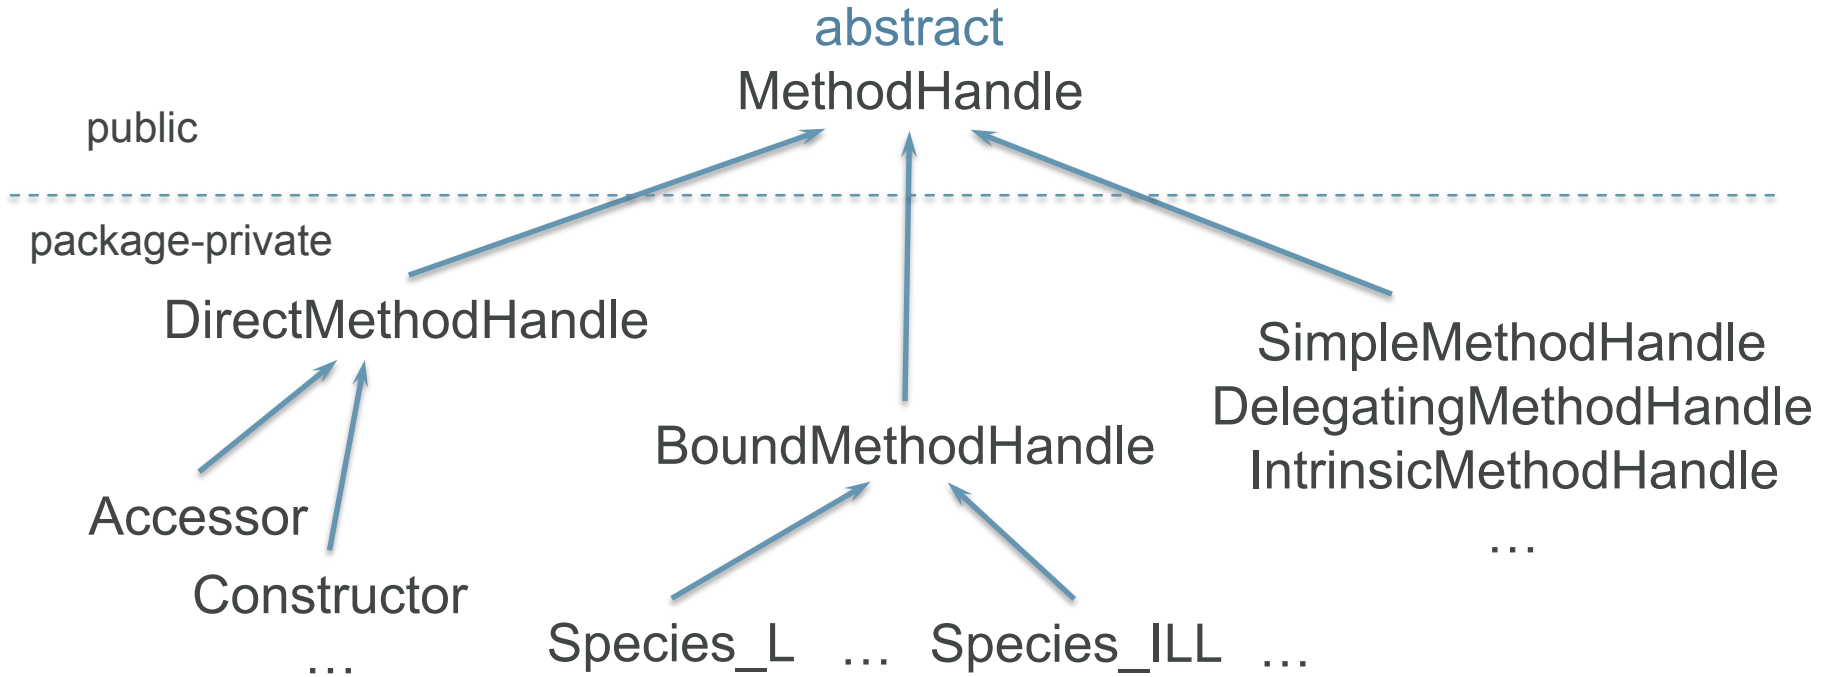 abstract
MethodHandle
public
package-private
DirectMethodHandle
SimpleMethodHandle
DelegatingMethodHandle
IntrinsicMethodHandle
…
BoundMethodHandle
Accessor
Constructor
…
Species_L … Species_ILL …